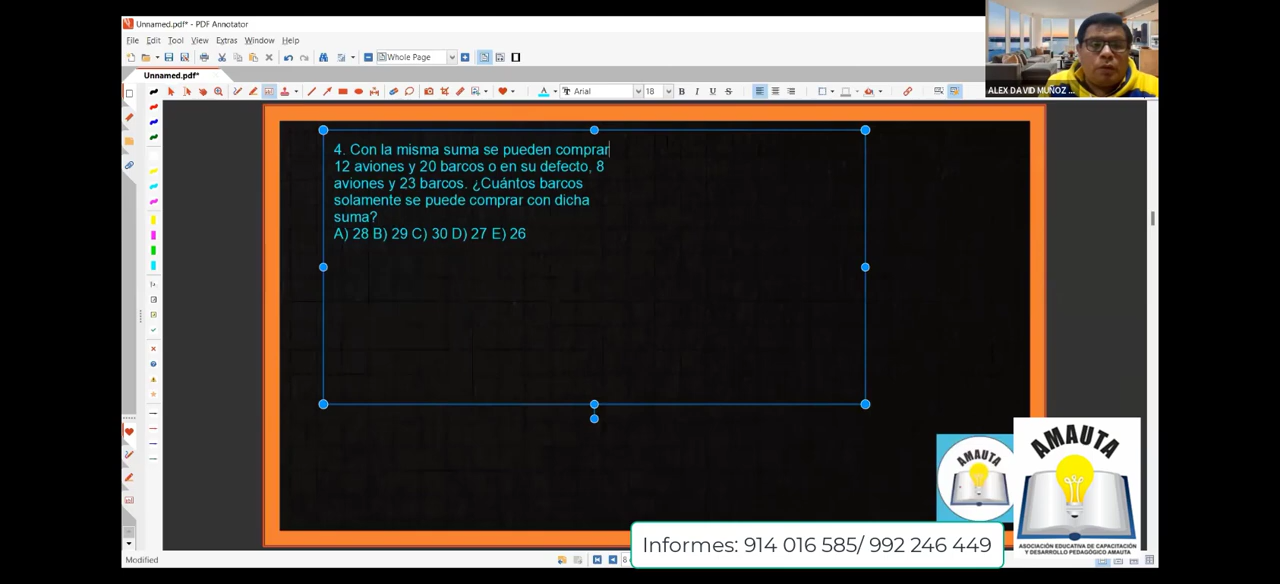 Unnamed.pdf* - PDF Annotator
File Edit View Tool Extras Window Help
Whole Page
Unnamed.pdf*
Arial 18 B I U S
ALEX DAVID MUÑOZ ...
4. Con la misma suma se pueden comprar
12 aviones y 20 barcos o en su defecto, 8
aviones y 23 barcos. ¿Cuántos barcos
solamente se puede comprar con dicha
suma?
A) 28 B) 29 C) 30 D) 27 E) 26
AMAUTA
AMAUTA
ASOCIACIÓN EDUCATIVA DE CAPACITACIÓN
Y DESARROLLO PEDAGÓGICO AMAUTA
Informes: 914 016 585/ 992 246 449
Modified
8